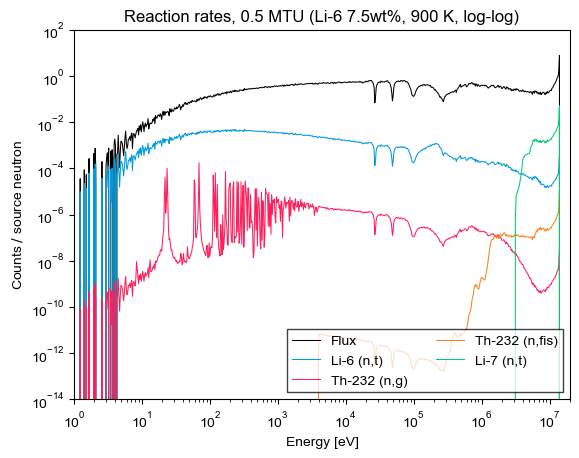 Reaction rates, 0.5 MTU (Li-6 7.5wt%, 900 K, log-log)
Counts / source neutron
10^2
10^0
10^-2
10^-4
10^-6
10^-8
10^-10
10^-12
10^-14
Flux
Li-6 (n,t)
Th-232 (n,g)
Th-232 (n,fis)
Li-7 (n,t)
10^0 10^1 10^2 10^3 10^4 10^5 10^6 10^7
Energy [eV]